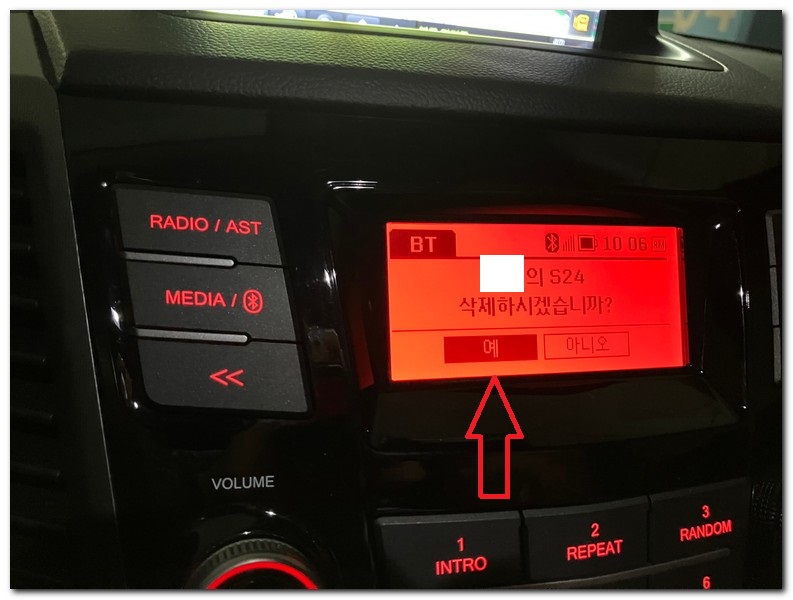 RADIO / AST
MEDIA /
<<
VOLUME
BT 10:06 AM
의 S24
삭제하시겠습니까?
예 아니오
1 2 3
INTRO REPEAT RANDOM
6